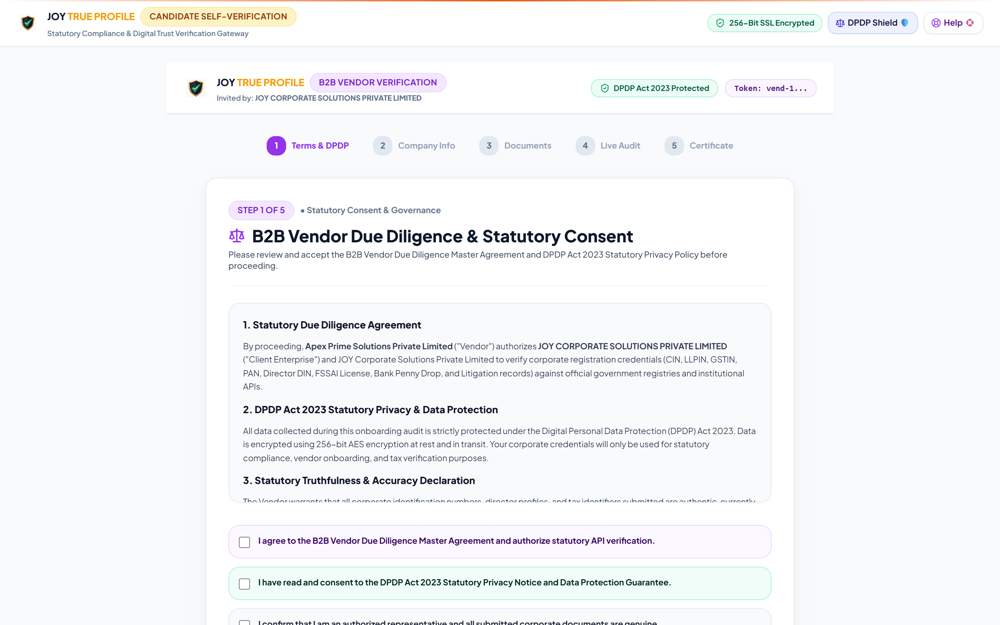 JOY TRUE PROFILE CANDIDATE SELF-VERIFICATION
Statutory Compliance & Digital Trust Verification Gateway
256-Bit SSL Encrypted
DPDP Shield
Help
JOY TRUE PROFILE B2B VENDOR VERIFICATION
Invited by: JOY CORPORATE SOLUTIONS PRIVATE LIMITED
DPDP Act 2023 Protected
Token: vend-1...
1 Terms & DPDP
2 Company Info
3 Documents
4 Live Audit
5 Certificate
STEP 1 OF 5 • Statutory Consent & Governance
B2B Vendor Due Diligence & Statutory Consent
Please review and accept the B2B Vendor Due Diligence Master Agreement and DPDP Act 2023 Statutory Privacy Policy before
proceeding.
1. Statutory Due Diligence Agreement
By proceeding, Apex Prime Solutions Private Limited ("Vendor") authorizes JOY CORPORATE SOLUTIONS PRIVATE LIMITED
("Client Enterprise") and JOY Corporate Solutions Private Limited to verify corporate registration credentials (CIN, LLPIN, GSTIN,
PAN, Director DIN, FSSAI License, Bank Penny Drop, and Litigation records) against official government registries and institutional
APIs.
2. DPDP Act 2023 Statutory Privacy & Data Protection
All data collected during this onboarding audit is strictly protected under the Digital Personal Data Protection (DPDP) Act 2023. Data
is encrypted using 256-bit AES encryption at rest and in transit. Your corporate credentials will only be used for statutory
compliance, vendor onboarding, and tax verification purposes.
3. Statutory Truthfulness & Accuracy Declaration
The Vendor warrants that all corporate identification numbers, director profiles, and tax identifiers submitted are authentic, currently
I agree to the B2B Vendor Due Diligence Master Agreement and authorize statutory API verification.
I have read and consent to the DPDP Act 2023 Statutory Privacy Notice and Data Protection Guarantee.
I confirm that I am an authorized representative and all submitted corporate documents are genuine.